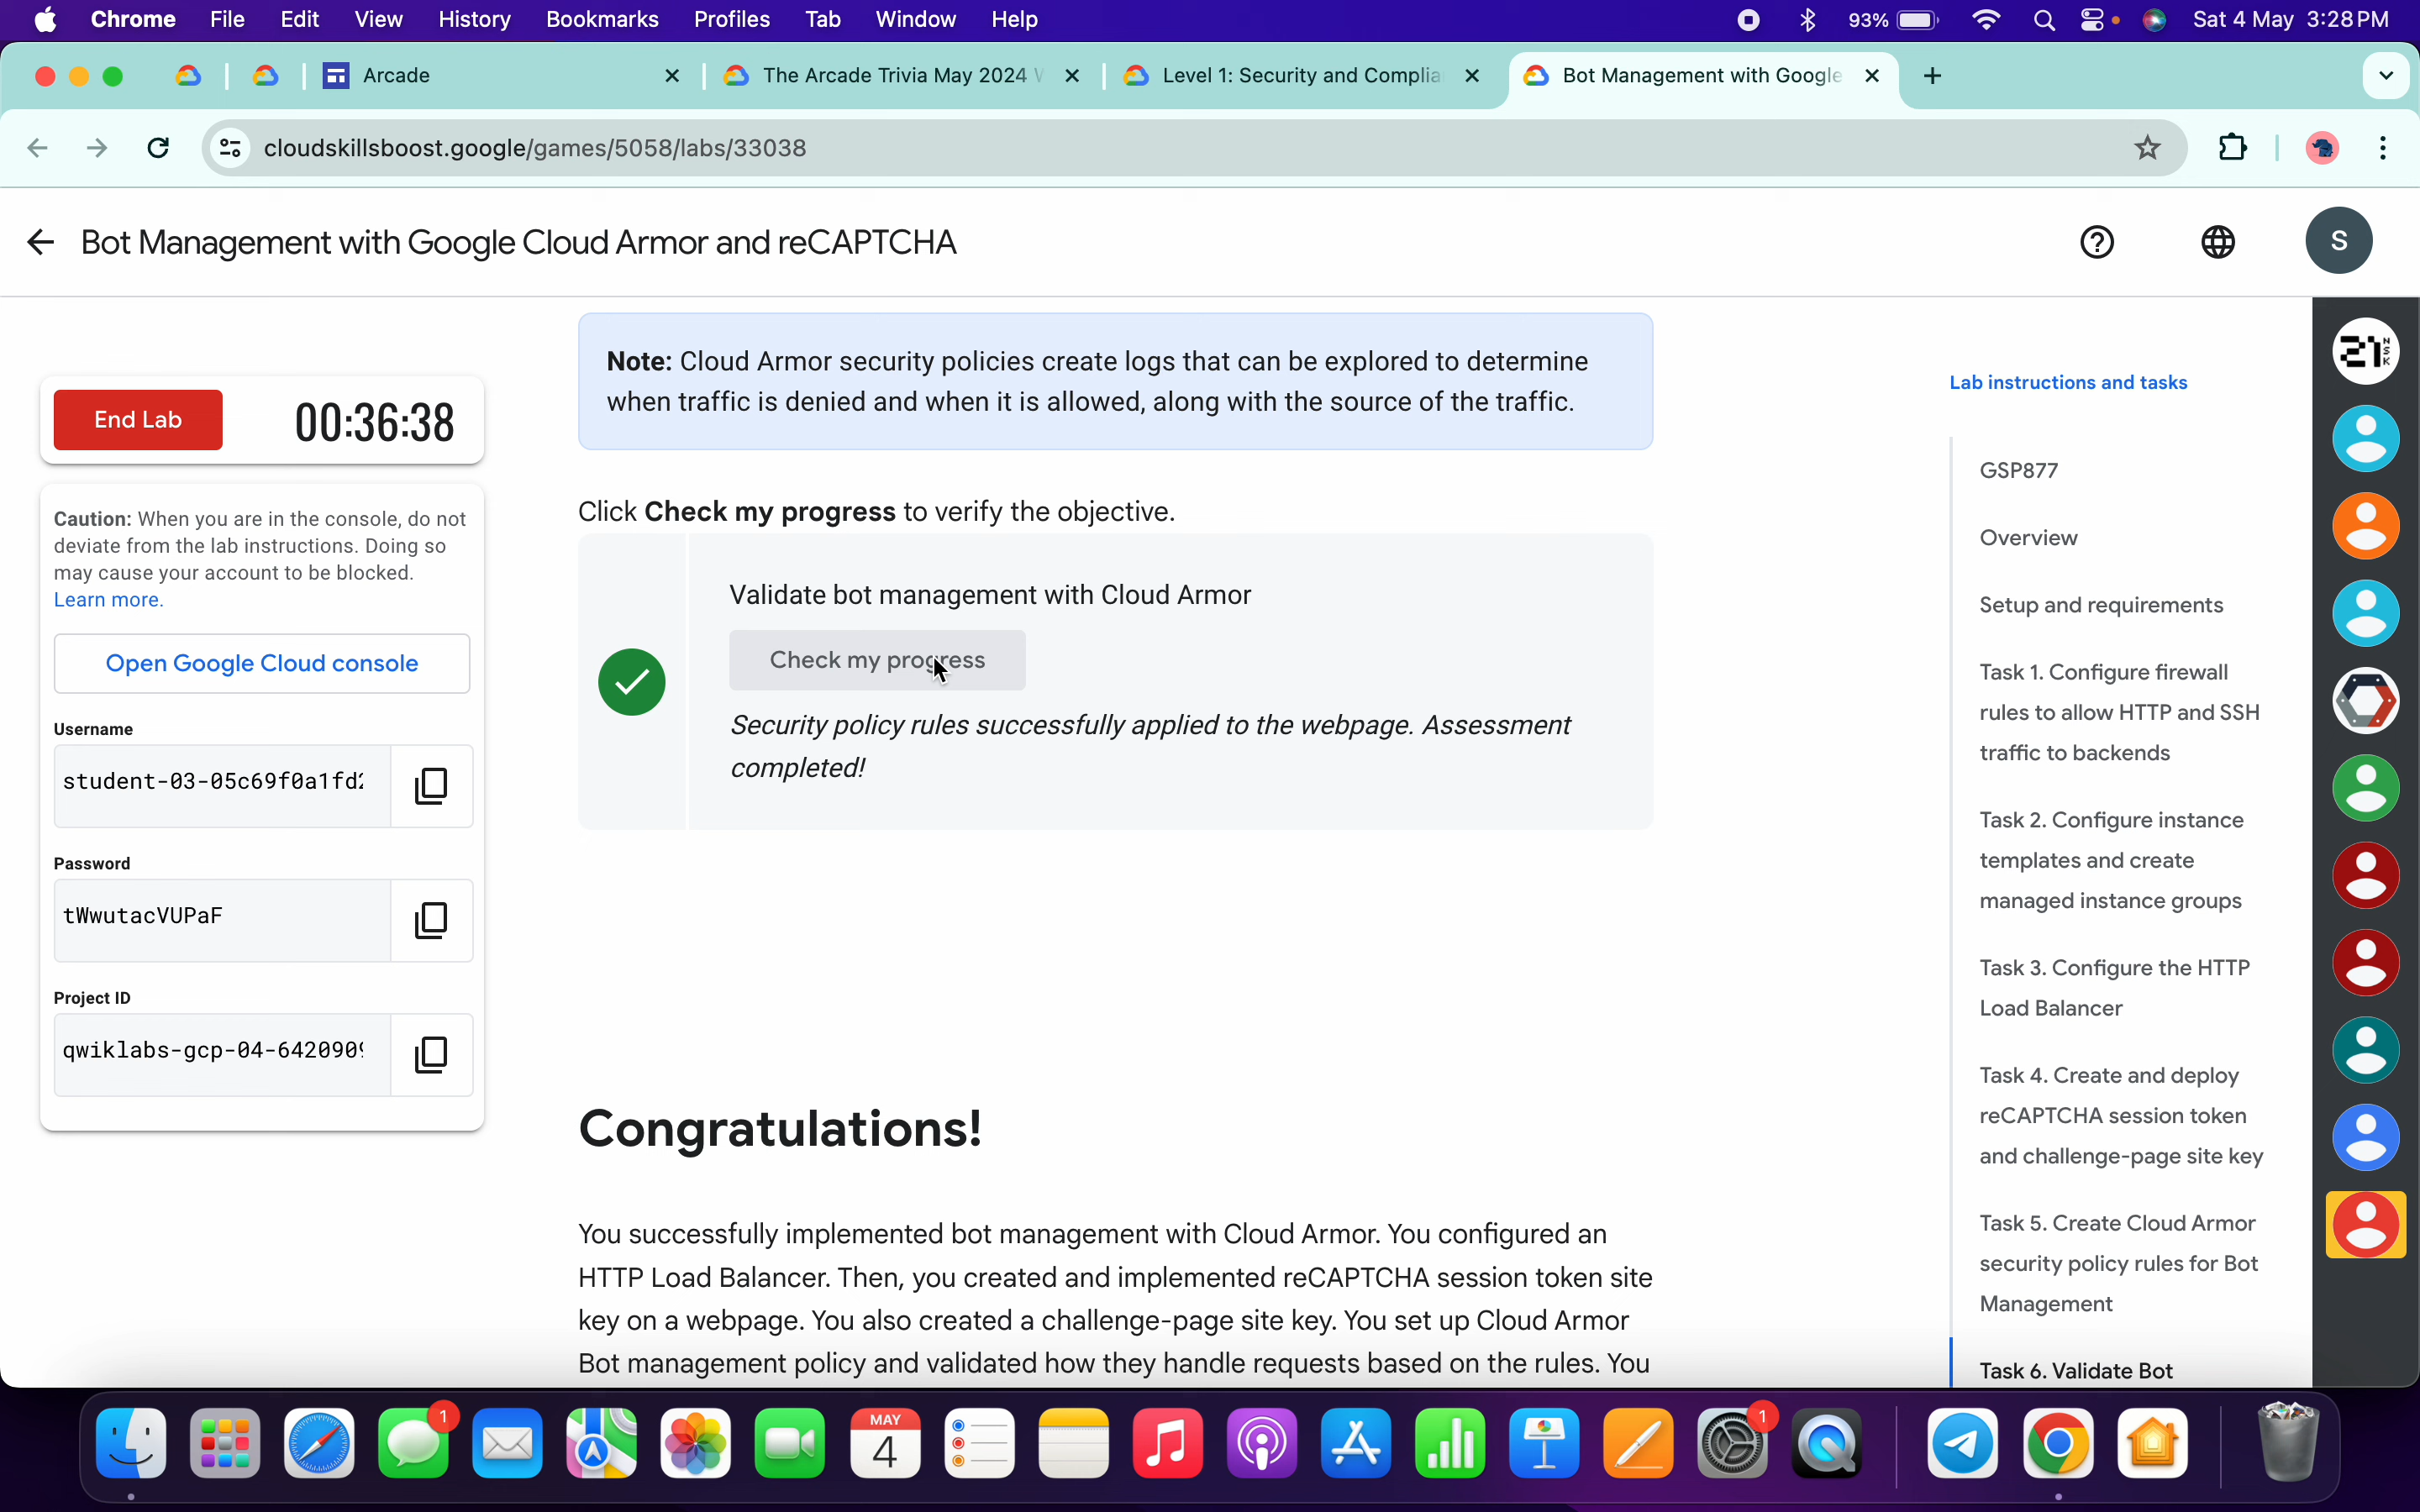 Chrome File Edit View History Bookmarks Profiles Tab Window Help 93% Sat 4 May 3:28 PM
Arcade The Arcade Trivia May 2024 Level 1: Security and Complia Bot Management with Google
cloudskillsboost.google/games/5058/labs/33038
Bot Management with Google Cloud Armor and reCAPTCHA S
End Lab 00:36:38
Caution: When you are in the console, do not
deviate from the lab instructions. Doing so
may cause your account to be blocked.
Learn more.
Open Google Cloud console
Username
student-03-05c69f0a1fd2
Password
tWwutacVUPaF
Project ID
qwiklabs-gcp-04-6420909
Note: Cloud Armor security policies create logs that can be explored to determine
when traffic is denied and when it is allowed, along with the source of the traffic.
Click Check my progress to verify the objective.
Validate bot management with Cloud Armor
Check my progress
Security policy rules successfully applied to the webpage. Assessment
completed!
Congratulations!
You successfully implemented bot management with Cloud Armor. You configured an
HTTP Load Balancer. Then, you created and implemented reCAPTCHA session token site
key on a webpage. You also created a challenge-page site key. You set up Cloud Armor
Bot management policy and validated how they handle requests based on the rules. You
Lab instructions and tasks
GSP877
Overview
Setup and requirements
Task 1. Configure firewall
rules to allow HTTP and SSH
traffic to backends
Task 2. Configure instance
templates and create
managed instance groups
Task 3. Configure the HTTP
Load Balancer
Task 4. Create and deploy
reCAPTCHA session token
and challenge-page site key
Task 5. Create Cloud Armor
security policy rules for Bot
Management
Task 6. Validate Bot
21 NSK
1
MAY
4
1